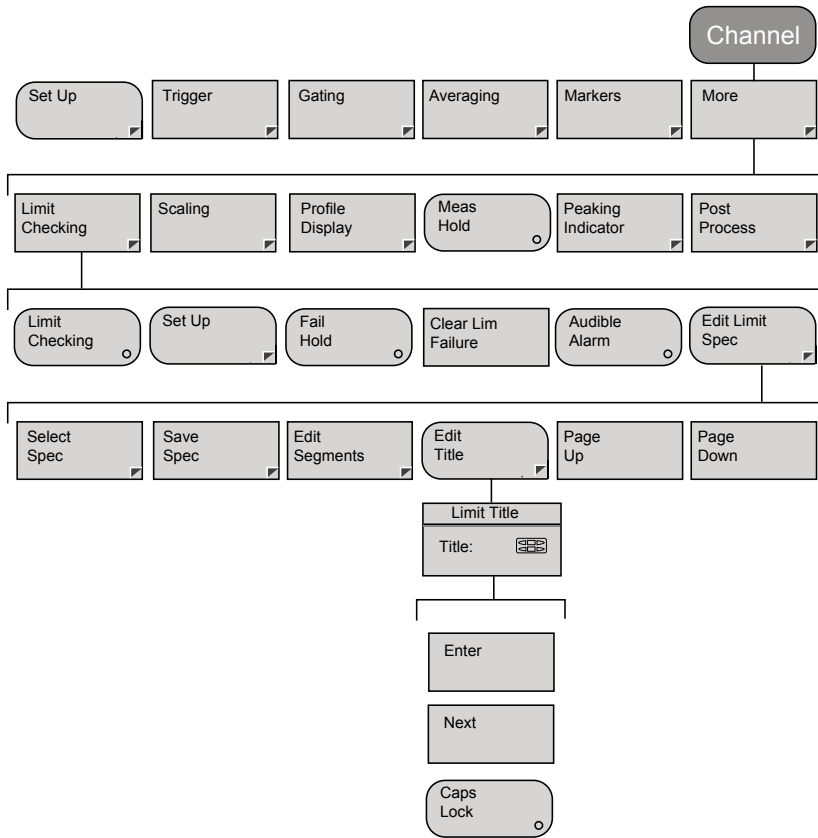 Channel
Set Up
Trigger
Gating
Averaging
Markers
More
Limit
Checking
Scaling
Profile
Display
Meas
Hold
Peaking
Indicator
Post
Process
Limit
Checking
Set Up
Fail
Hold
Clear Lim
Failure
Audible
Alarm
Edit Limit
Spec
Select
Spec
Save
Spec
Edit
Segments
Edit
Title
Page
Up
Page
Down
Limit Title
Title:
Enter
Next
Caps
Lock